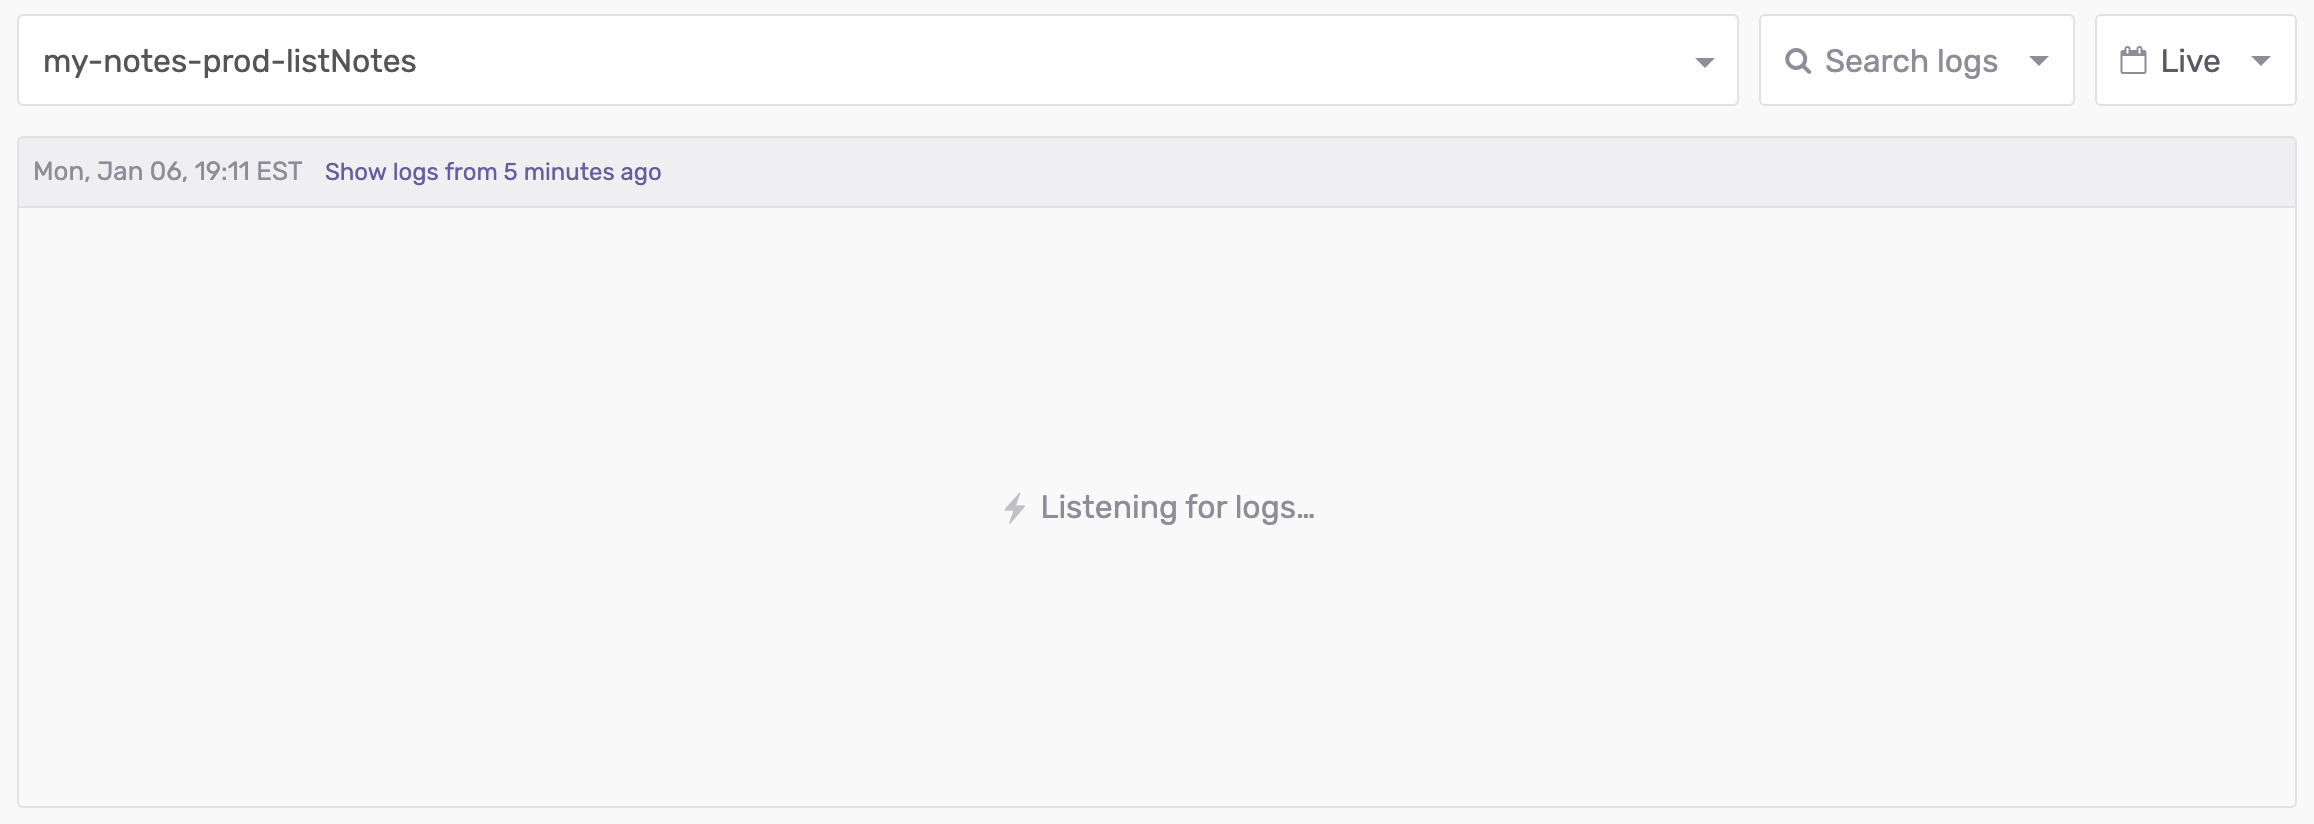 my-notes-prod-listNotes
Search logs
Live
Mon, Jan 06, 19:11 EST Show logs from 5 minutes ago
Listening for logs...